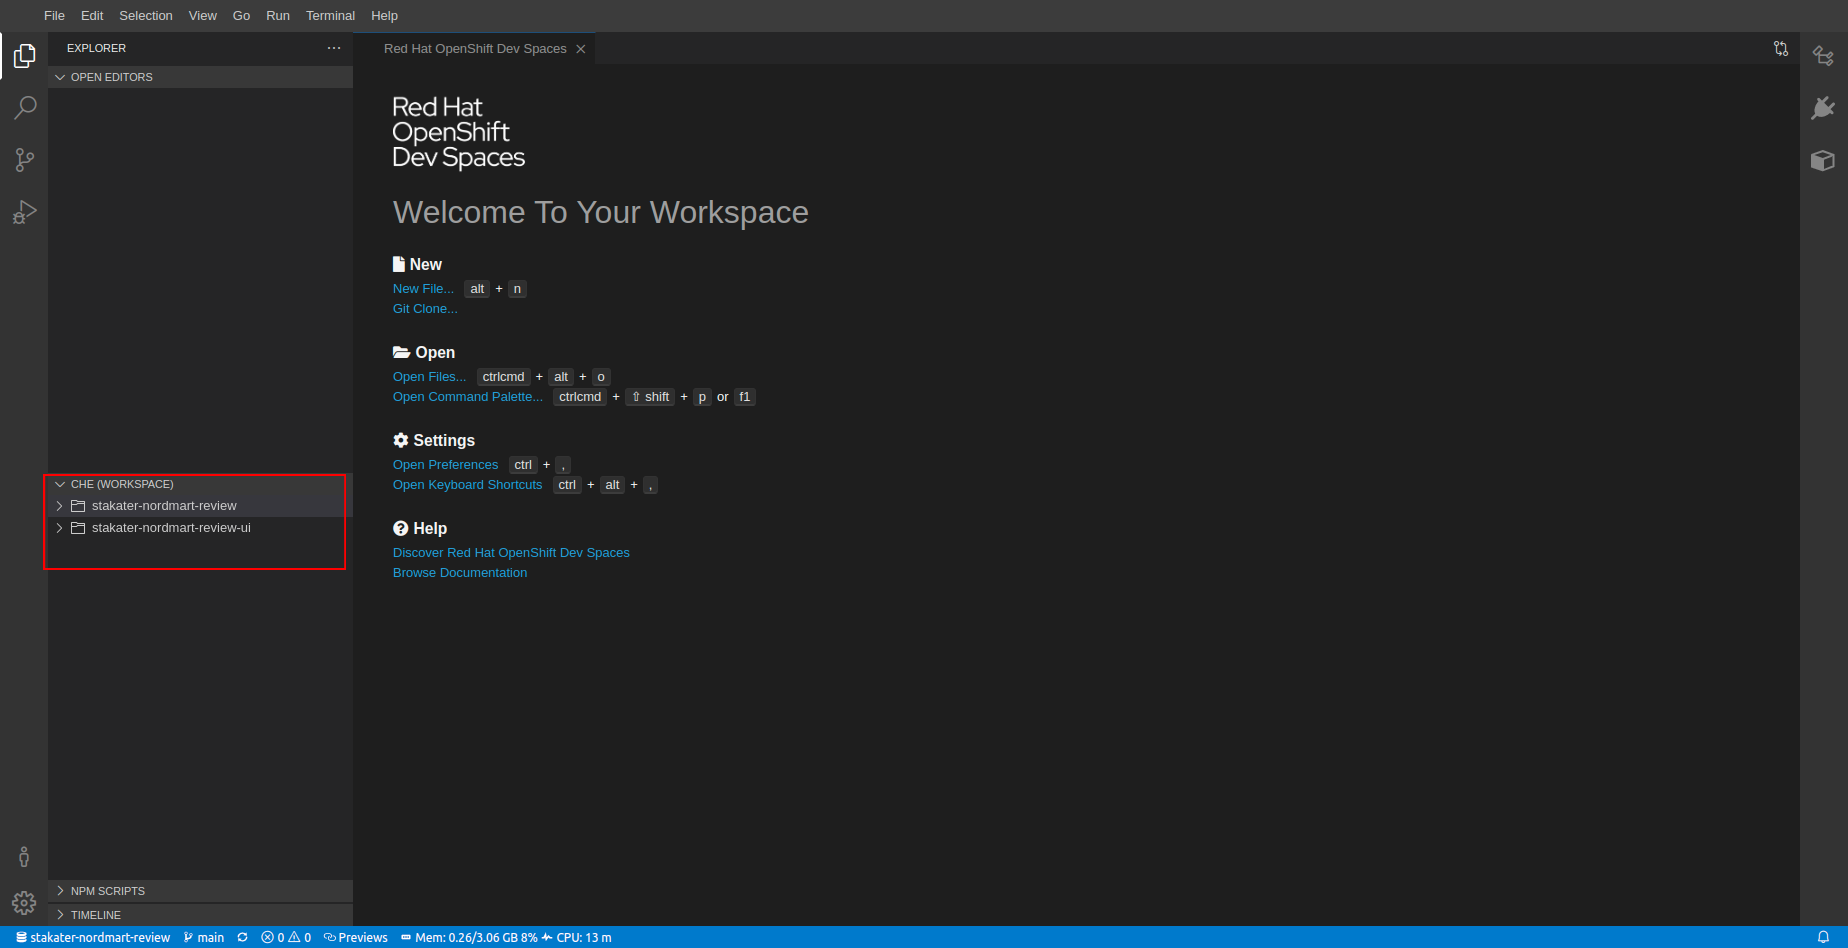 File Edit Selection View Go Run Terminal Help
EXPLORER
OPEN EDITORS
CHE (WORKSPACE)
stakater-nordmart-review
stakater-nordmart-review-ui
NPM SCRIPTS
TIMELINE
Red Hat OpenShift Dev Spaces
Red Hat
OpenShift
Dev Spaces
Welcome To Your Workspace
New
New File... alt + n
Git Clone...
Open
Open Files... ctrlcmd + alt + o
Open Command Palette... ctrlcmd + ⇧ shift + p or f1
Settings
Open Preferences ctrl + ,
Open Keyboard Shortcuts ctrl + alt + ,
Help
Discover Red Hat OpenShift Dev Spaces
Browse Documentation
stakater-nordmart-review main 0 0 Previews Mem: 0.26/3.06 GB 8% CPU: 13 m